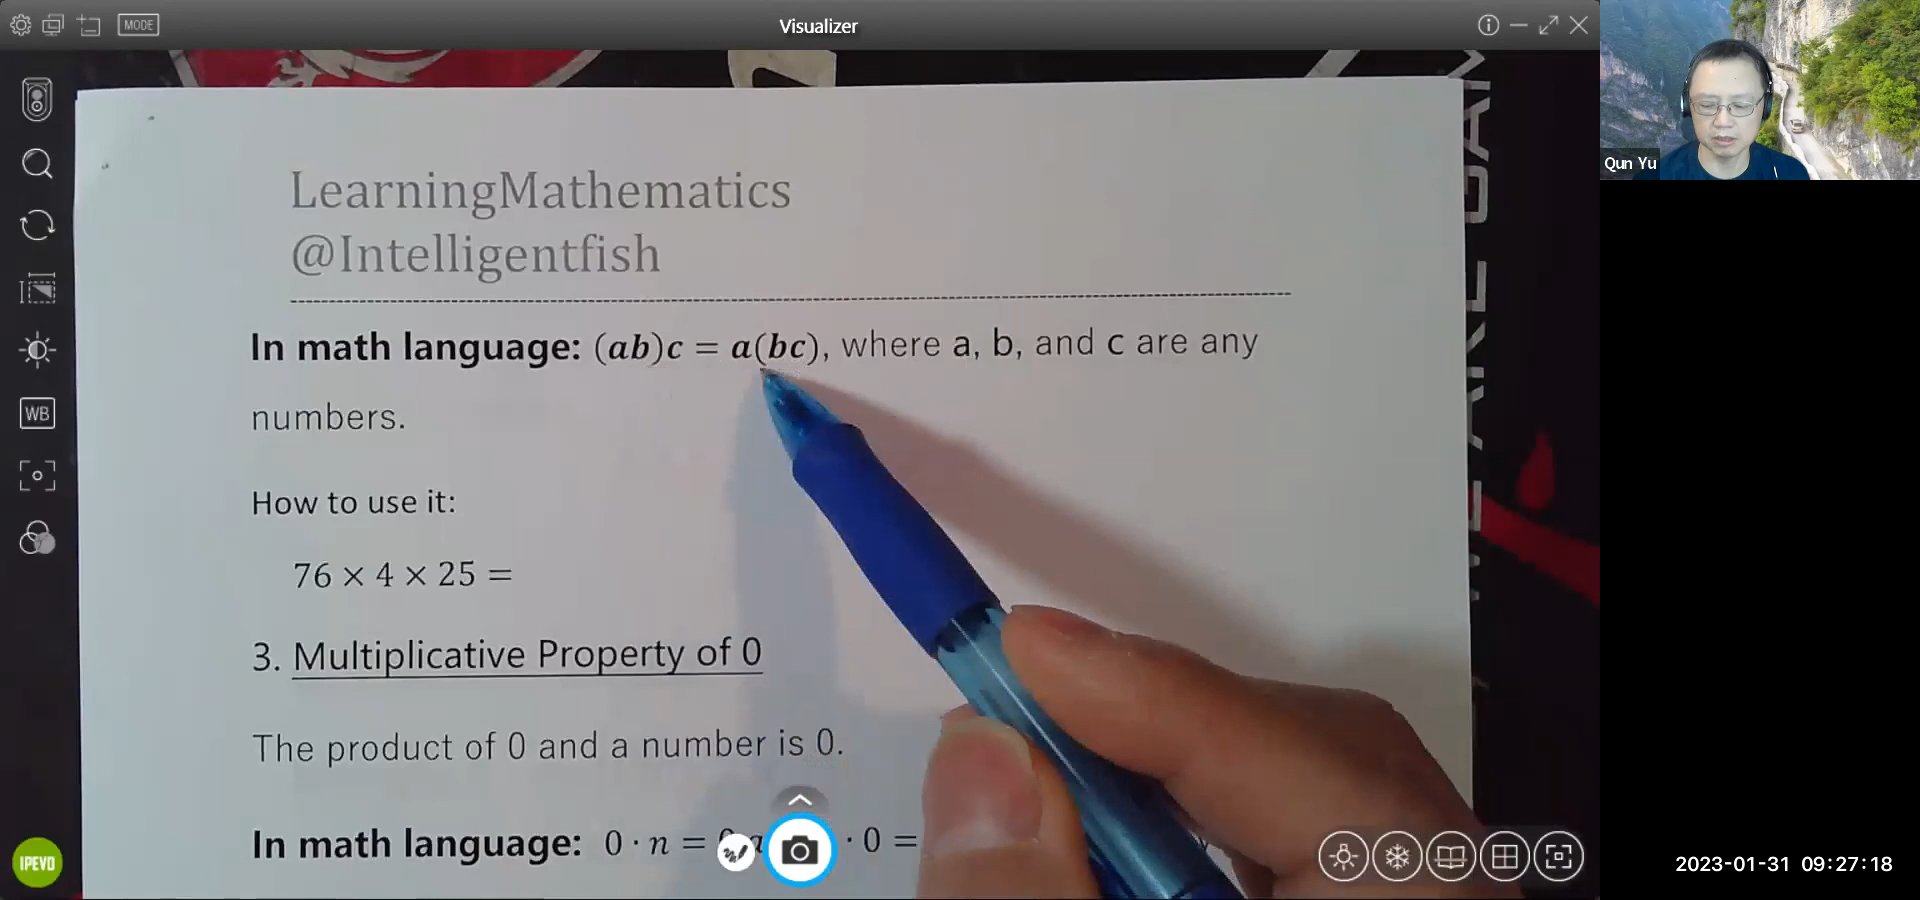 MODE
Visualizer
Qun Yu
LearningMathematics
@Intelligentfish
In math language: (ab)c = a(bc), where a, b, and c are any
numbers.
How to use it:
76 × 4 × 25 =
3. Multiplicative Property of 0
The product of 0 and a number is 0.
In math language: 0 · n = · 0 =
WB
IPEVO
2023-01-31 09:27:18